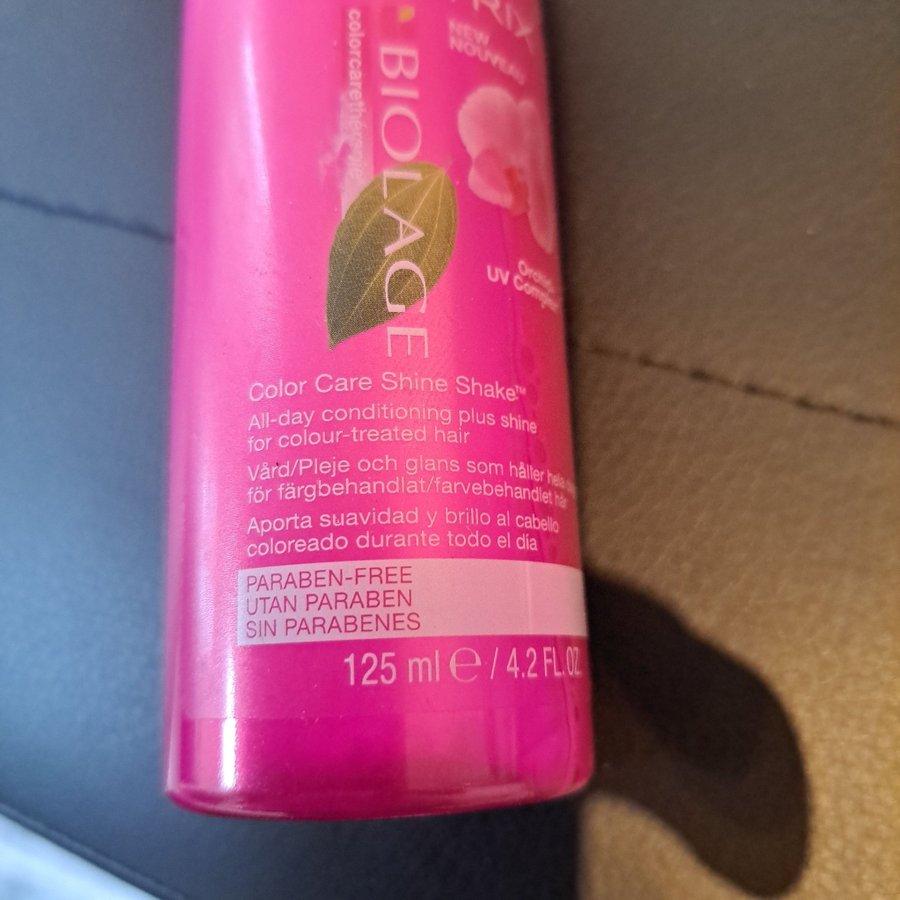 NEW
NOUVEAU
BIOLAGE
UV
Color Care Shine Shake™
All-day conditioning plus shine
for colour-treated hair
Vård/Pleje och glans som håller hela
för färgbehandlat/farvebehandlet hår
Aporta suavidad y brillo al cabello
coloreado durante todo el día
PARABEN-FREE
UTAN PARABEN
SIN PARABENES
125 ml ℮ / 4.2 FL. OZ